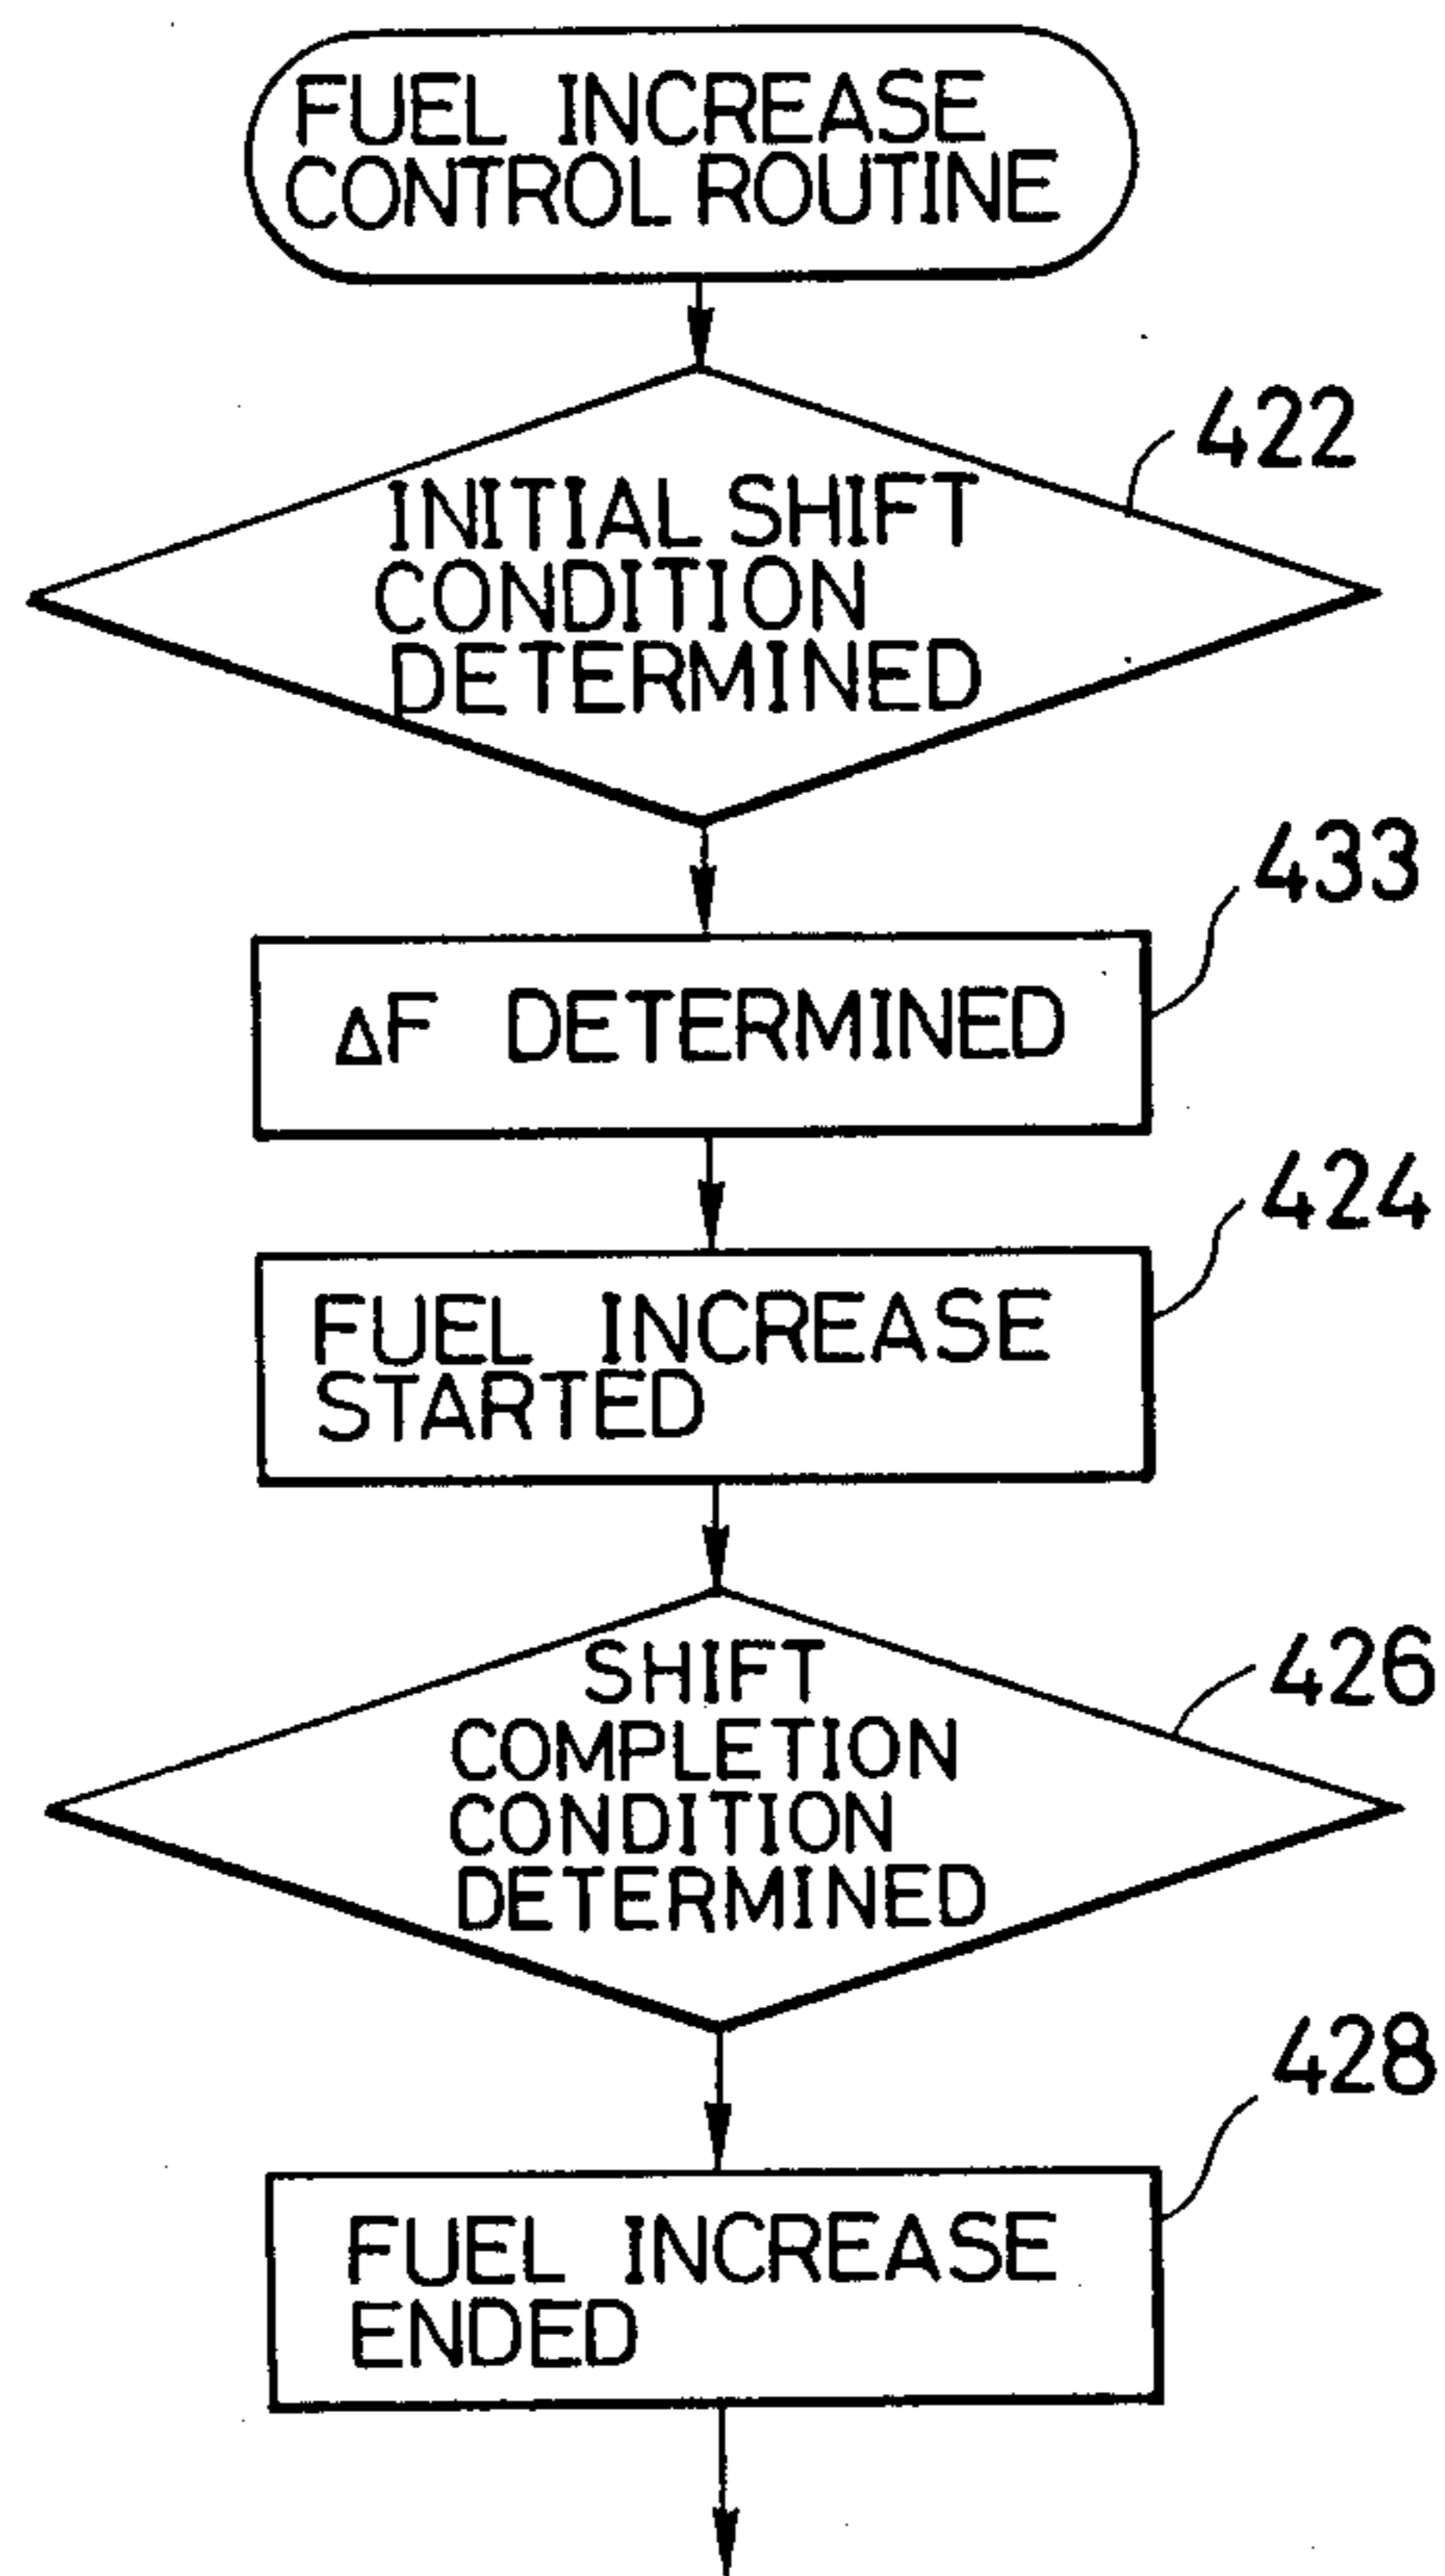 FUEL INCREASE
CONTROL ROUTINE
422
INITIAL SHIFT
CONDITION
DETERMINED
433
ΔF DETERMINED
424
FUEL INCREASE
STARTED
426
SHIFT
COMPLETION
CONDITION
DETERMINED
428
FUEL INCREASE
ENDED